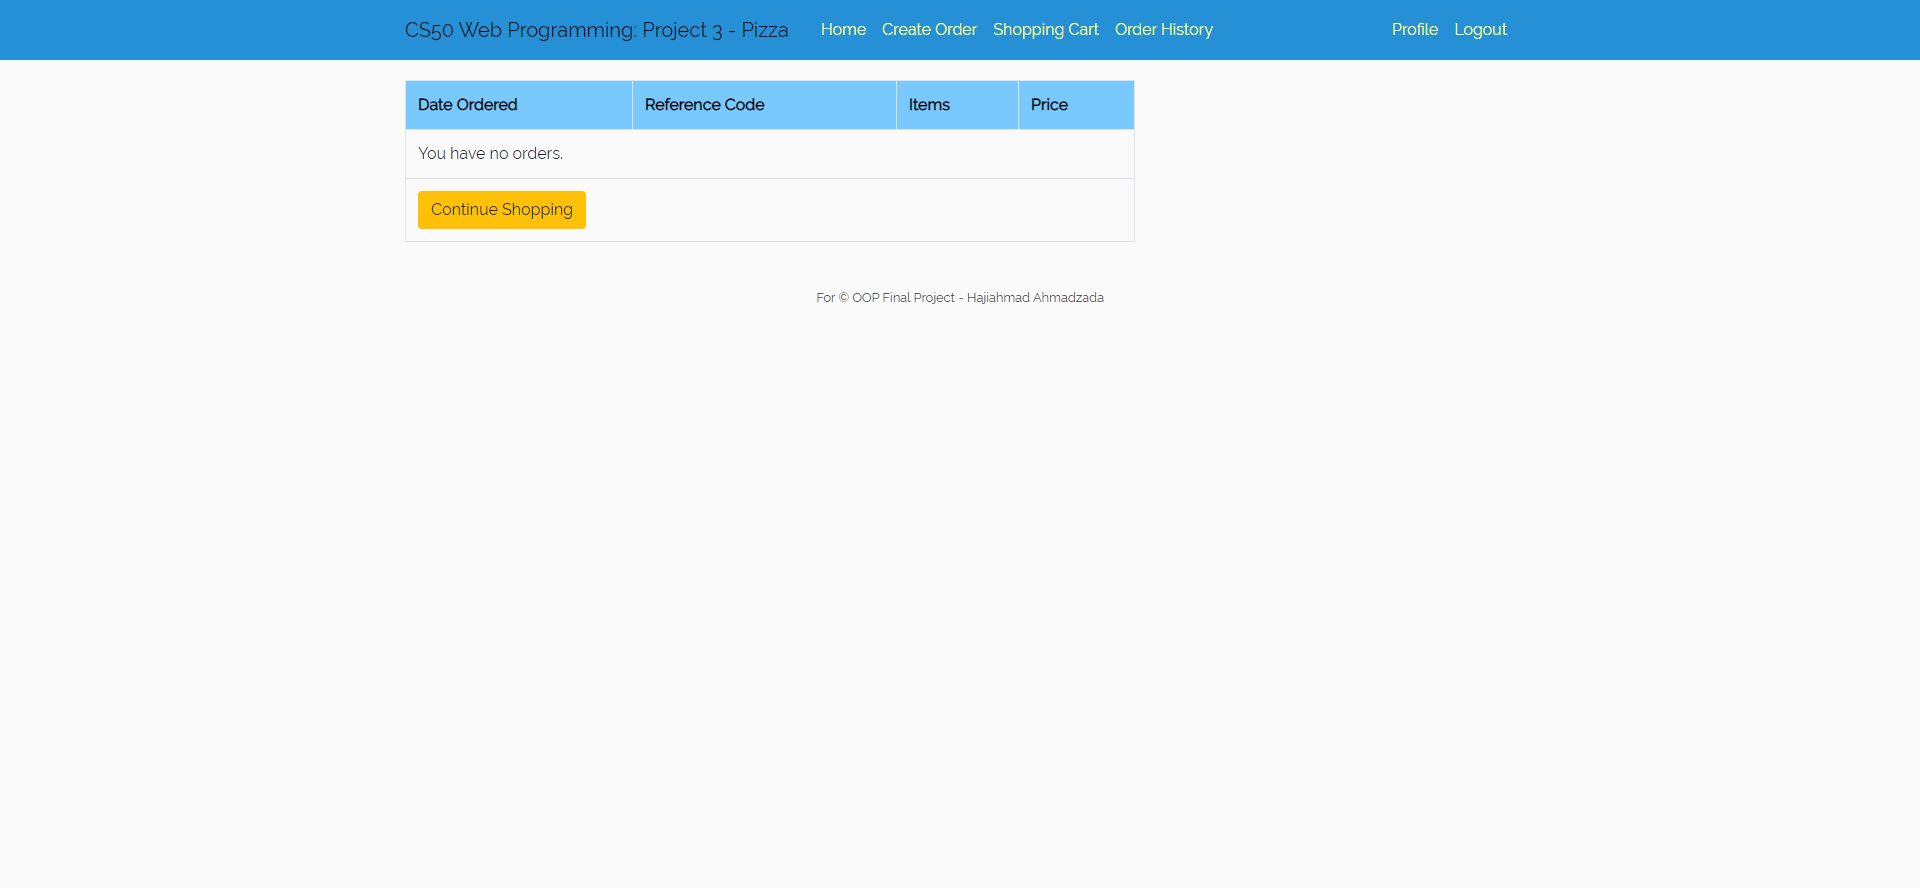 CS50 Web Programming: Project 3 - Pizza Home Create Order Shopping Cart Order History Profile Logout
Date Ordered Reference Code Items Price
You have no orders.
Continue Shopping
For © OOP Final Project - Hajiahmad Ahmadzada